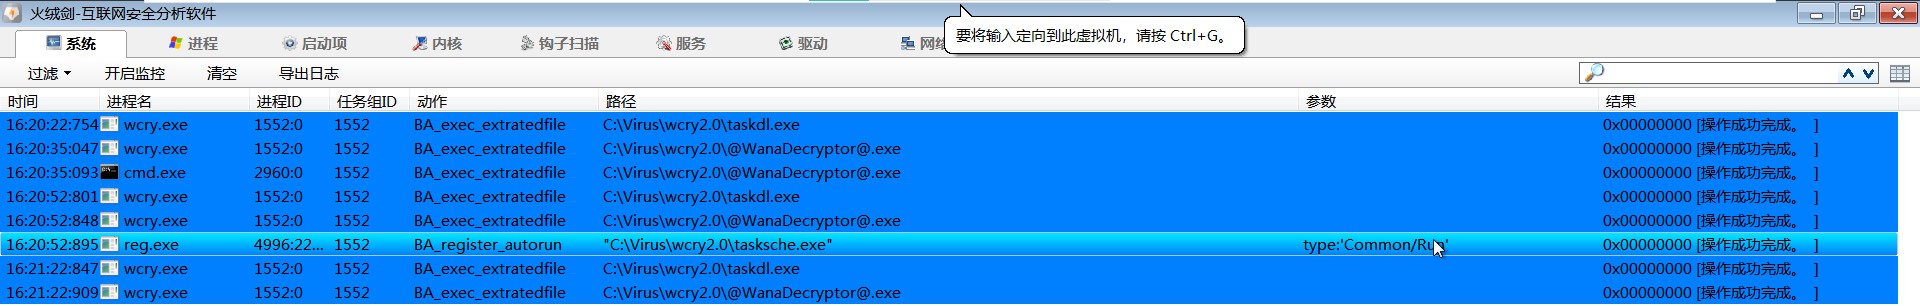 火绒剑-互联网安全分析软件
要将输入定向到此虚拟机，请按 Ctrl+G。
系统 进程 启动项 内核 钩子扫描 服务 驱动 网络
过滤 开启监控 清空 导出日志
时间 进程名 进程ID 任务组ID 动作 路径 参数 结果
16:20:22:754 wcry.exe 1552:0 1552 BA_exec_extratedfile C:\Virus\wcry2.0\taskdl.exe 0x00000000 [操作成功完成。 ]
16:20:35:047 wcry.exe 1552:0 1552 BA_exec_extratedfile C:\Virus\wcry2.0\@WanaDecryptor@.exe 0x00000000 [操作成功完成。 ]
16:20:35:093 cmd.exe 2960:0 1552 BA_exec_extratedfile C:\Virus\wcry2.0\@WanaDecryptor@.exe 0x00000000 [操作成功完成。 ]
16:20:52:801 wcry.exe 1552:0 1552 BA_exec_extratedfile C:\Virus\wcry2.0\taskdl.exe 0x00000000 [操作成功完成。 ]
16:20:52:848 wcry.exe 1552:0 1552 BA_exec_extratedfile C:\Virus\wcry2.0\@WanaDecryptor@.exe 0x00000000 [操作成功完成。 ]
16:20:52:895 reg.exe 4996:22... 1552 BA_register_autorun "C:\Virus\wcry2.0\tasksche.exe" type:'Common/Run' 0x00000000 [操作成功完成。 ]
16:21:22:847 wcry.exe 1552:0 1552 BA_exec_extratedfile C:\Virus\wcry2.0\taskdl.exe 0x00000000 [操作成功完成。 ]
16:21:22:909 wcry.exe 1552:0 1552 BA_exec_extratedfile C:\Virus\wcry2.0\@WanaDecryptor@.exe 0x00000000 [操作成功完成。 ]